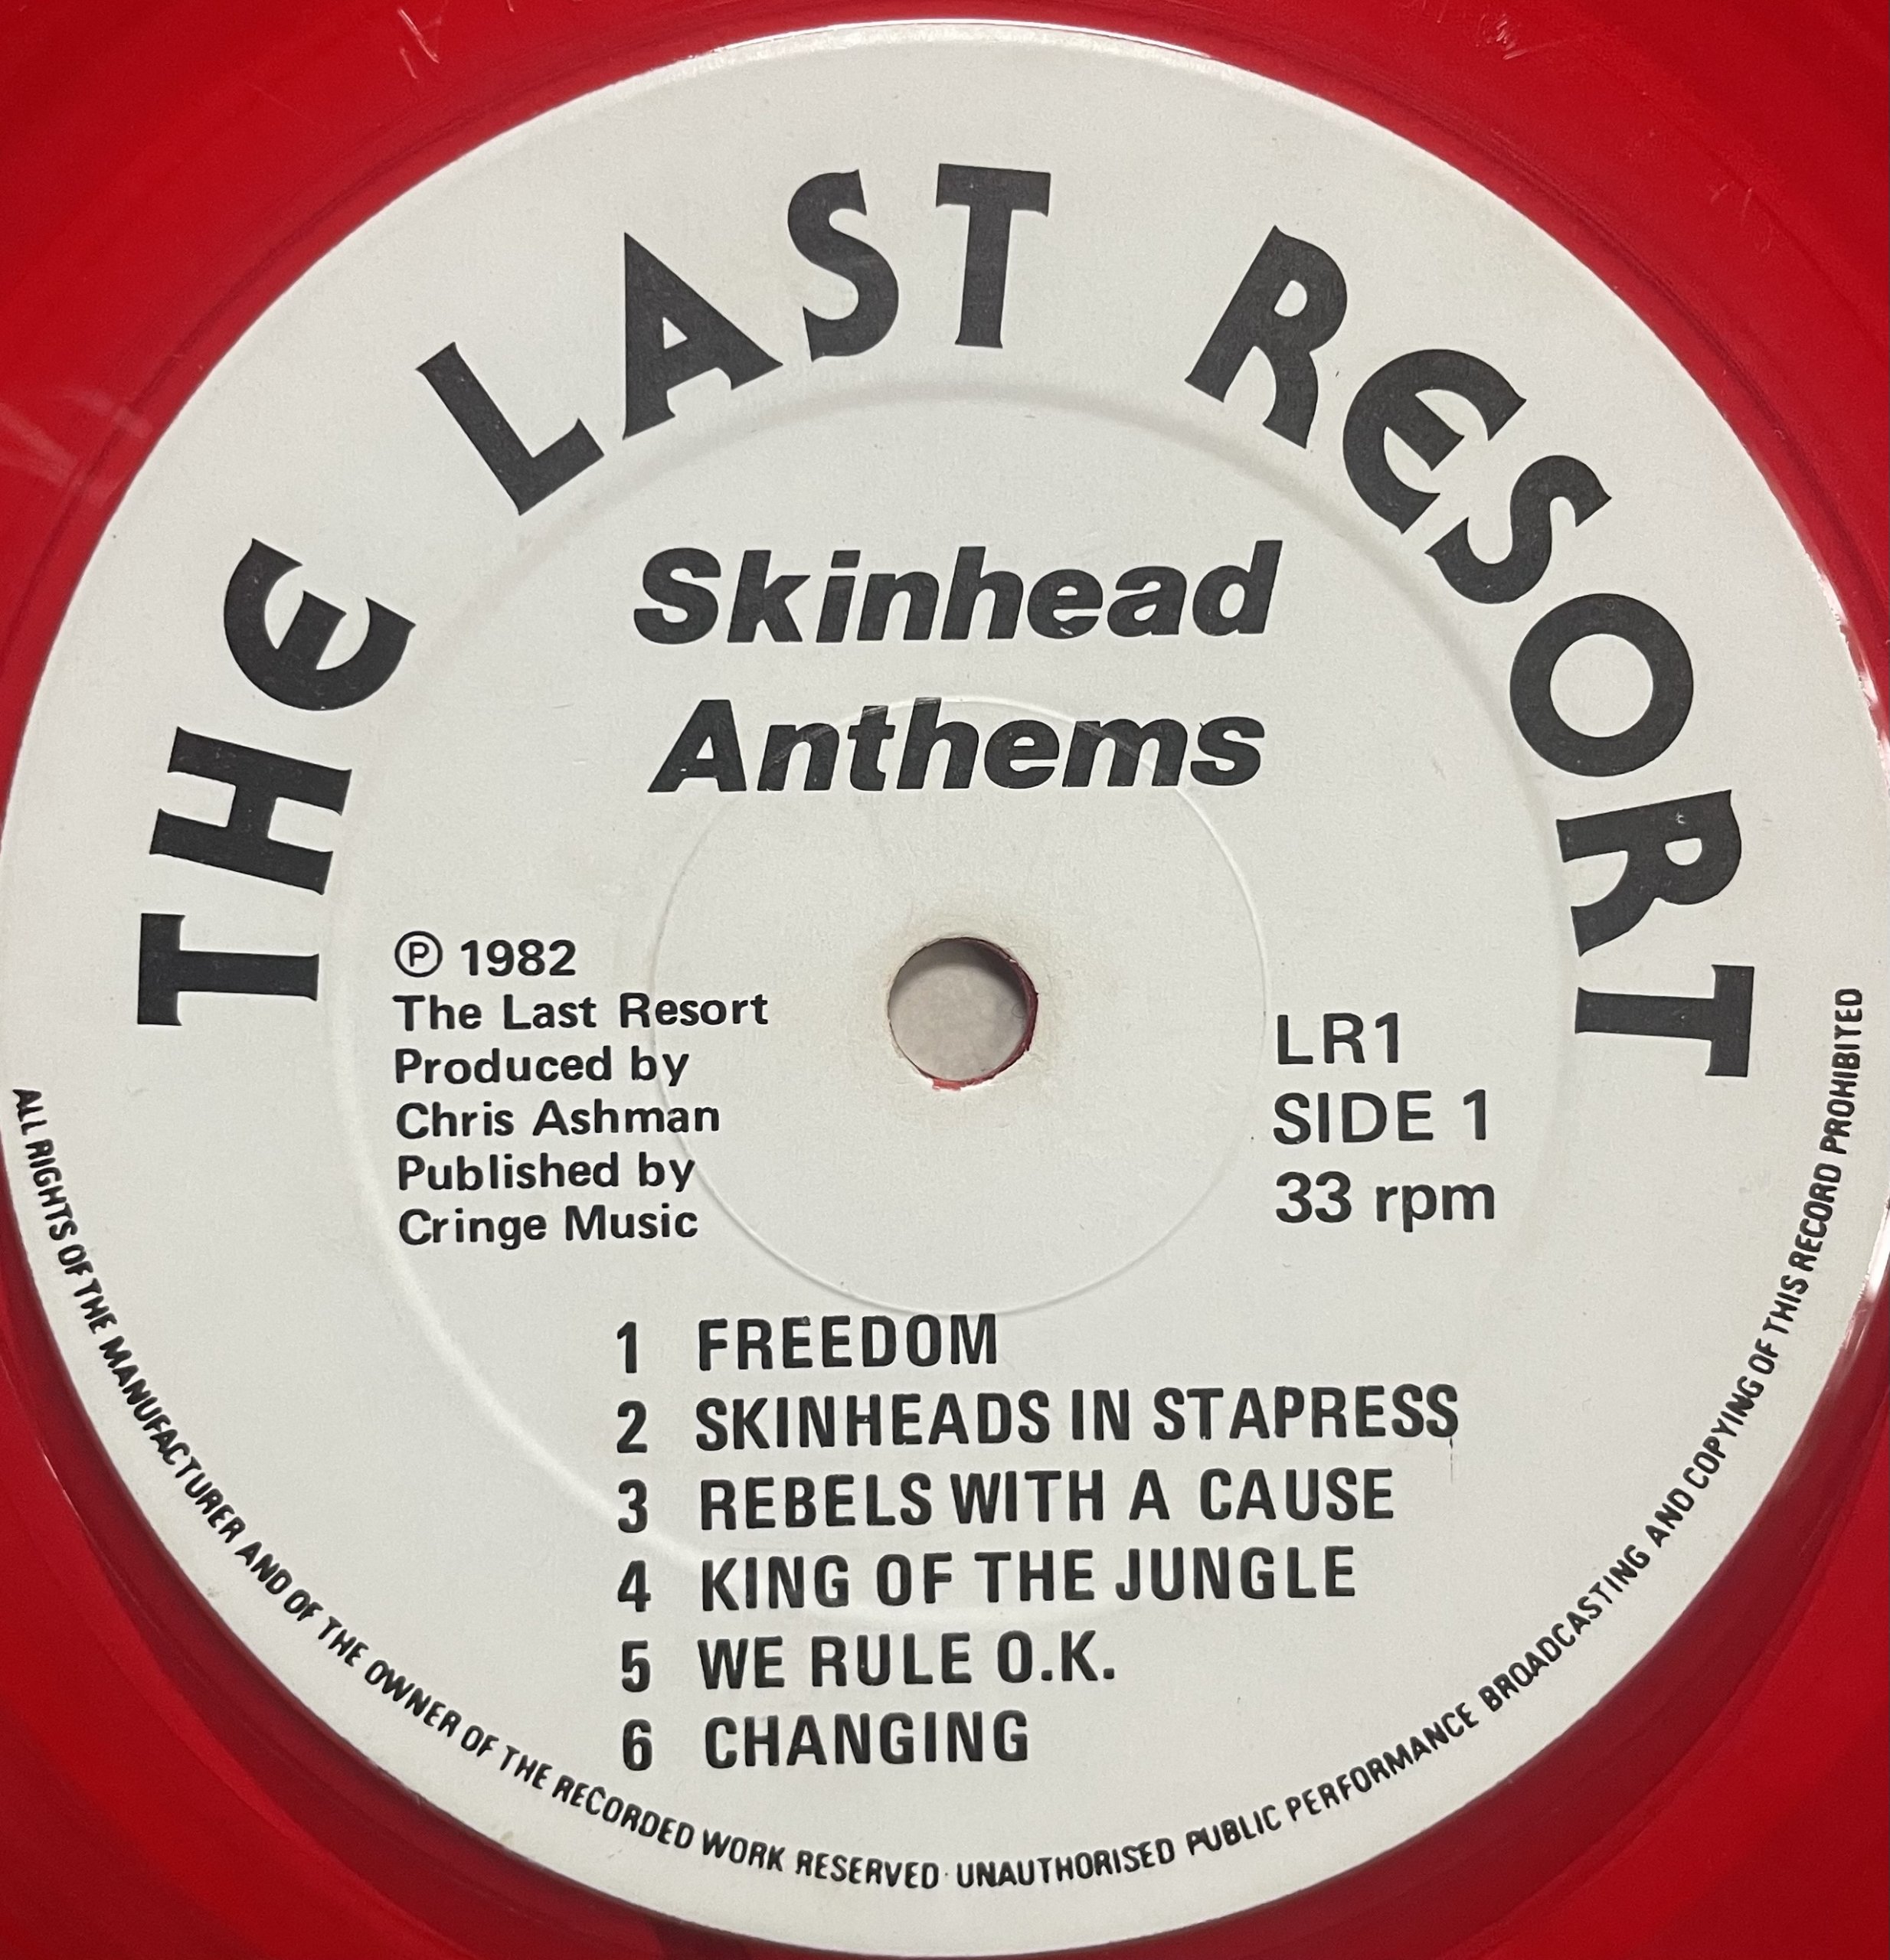 THE LAST RESORT
Skinhead
Anthems
℗ 1982
The Last Resort
Produced by
Chris Ashman
Published by
Cringe Music
LR1
SIDE 1
33 rpm
1 FREEDOM
2 SKINHEADS IN STAPRESS
3 REBELS WITH A CAUSE
4 KING OF THE JUNGLE
5 WE RULE O.K.
6 CHANGING
ALL RIGHTS OF THE MANUFACTURER AND OF THE OWNER OF THE RECORDED WORK RESERVED · UNAUTHORISED PUBLIC PERFORMANCE BROADCASTING AND COPYING OF THIS RECORD PROHIBITED